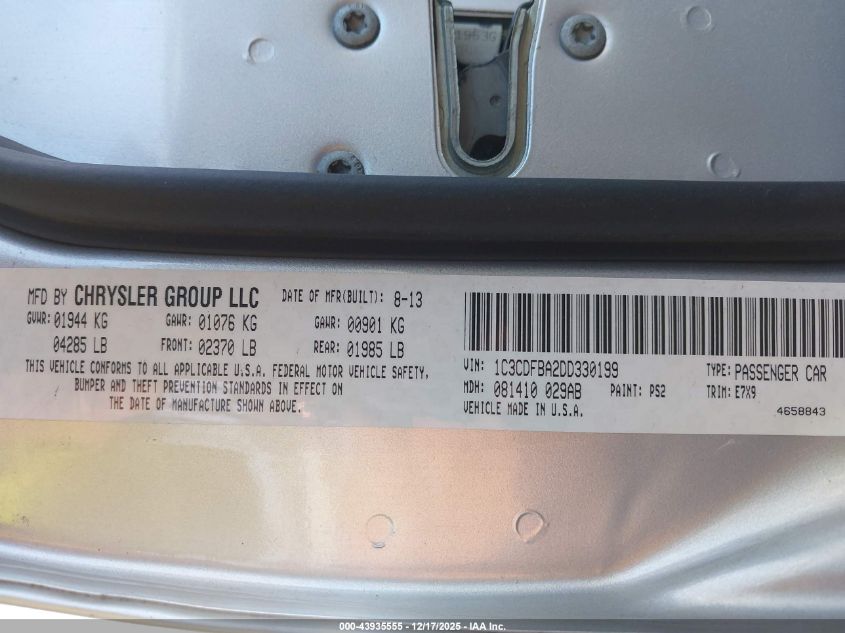 1963G
MFD BY CHRYSLER GROUP LLC DATE OF MFR(BUILT): 8-13
GVWR: 01944 KG GAWR: 01076 KG GAWR: 00901 KG
04285 LB FRONT: 02370 LB REAR: 01985 LB
THIS VEHICLE CONFORMS TO ALL APPLICABLE U.S.A. FEDERAL MOTOR VEHICLE SAFETY,
BUMPER AND THEFT PREVENTION STANDARDS IN EFFECT ON
THE DATE OF MANUFACTURE SHOWN ABOVE.
VIN: 1C3CDFBA2DD330199 TYPE: PASSENGER CAR
MDH: 081410 029AB PAINT: PS2 TRIM: E7X9
VEHICLE MADE IN U.S.A. 4658843
000-43935555 - 12/17/2025 - IAA Inc.